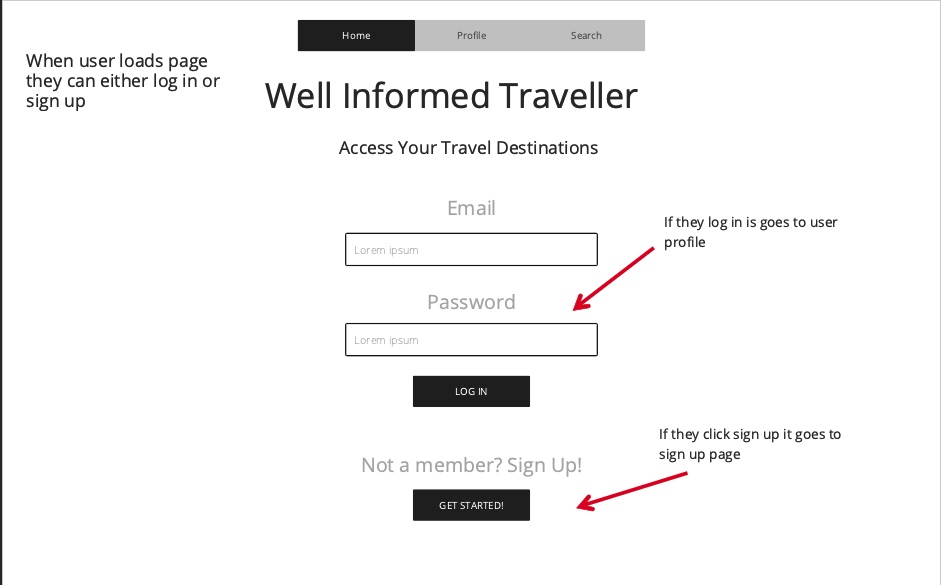 Home Profile Search
When user loads page
they can either log in or
sign up
Well Informed Traveller
Access Your Travel Destinations
Email
Lorem ipsum
If they log in is goes to user
profile
Password
Lorem ipsum
LOG IN
If they click sign up it goes to
sign up page
Not a member? Sign Up!
GET STARTED!